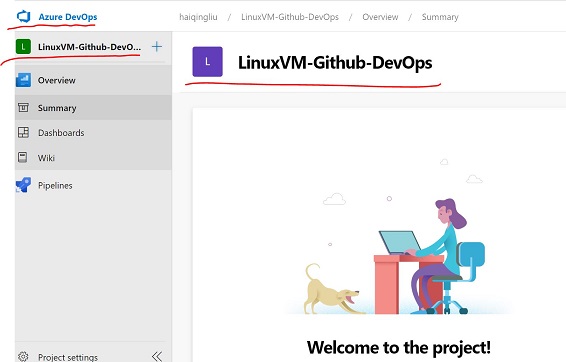 Azure DevOps
haiqingliu / LinuxVM-Github-DevOps / Overview / Summary
L LinuxVM-Github-DevO... +
Overview
Summary
Dashboards
Wiki
Pipelines
Project settings
L LinuxVM-Github-DevOps
Welcome to the project!